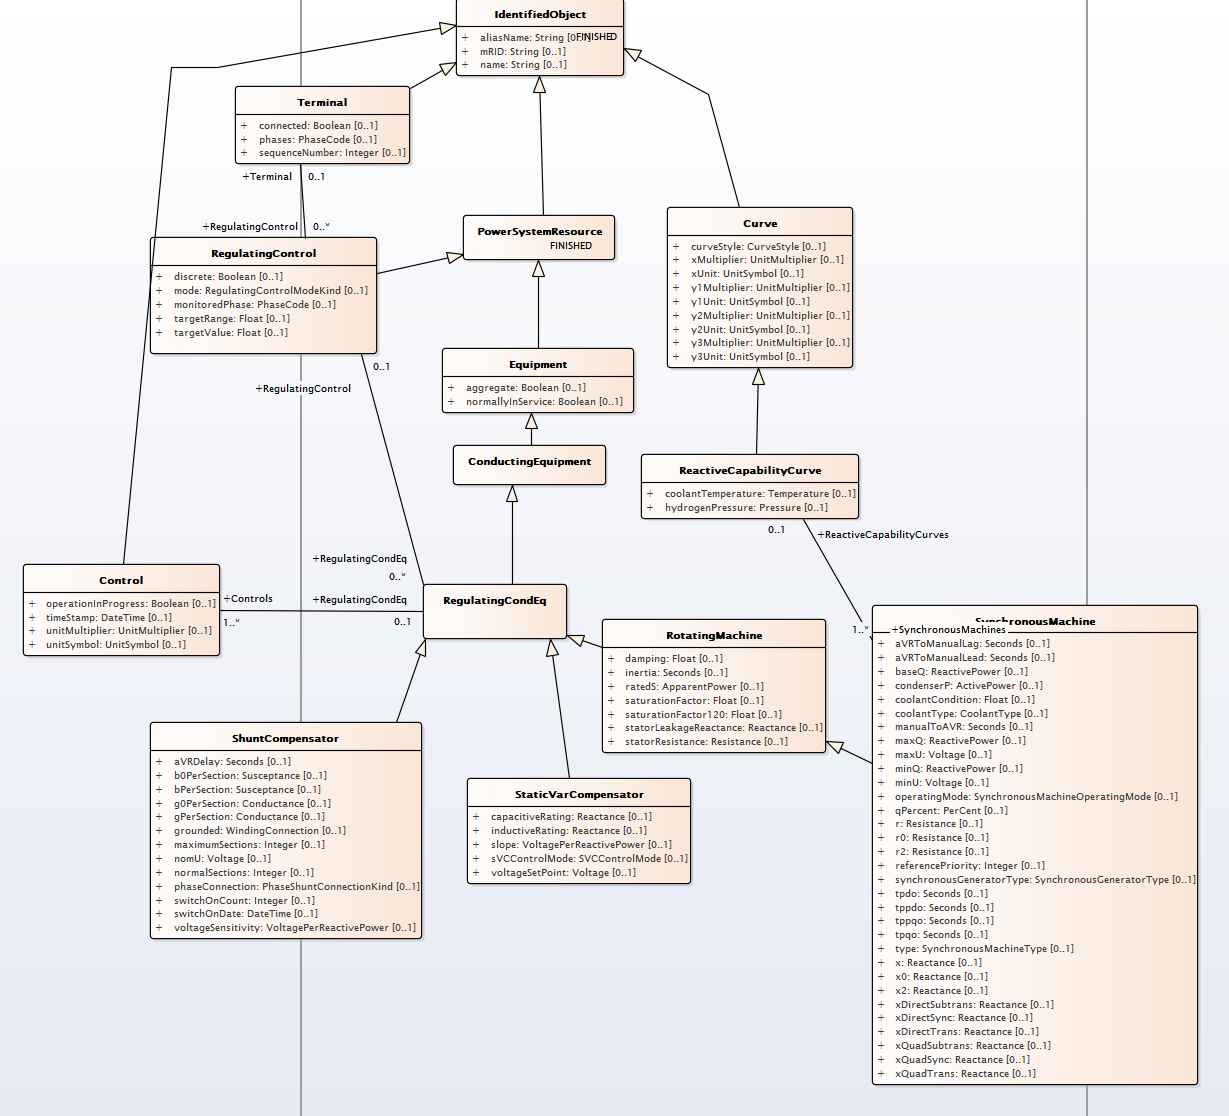 IdentifiedObject
+ aliasName: String [0..1]
FINISHED
+ mRID: String [0..1]
+ name: String [0..1]
Terminal
+ connected: Boolean [0..1]
+ phases: PhaseCode [0..1]
+ sequenceNumber: Integer [0..1]
+Terminal 0..1
+RegulatingControl 0..*
RegulatingControl
+ discrete: Boolean [0..1]
+ mode: RegulatingControlModeKind [0..1]
+ monitoredPhase: PhaseCode [0..1]
+ targetRange: Float [0..1]
+ targetValue: Float [0..1]
0..1
+RegulatingControl
PowerSystemResource
FINISHED
Curve
+ curveStyle: CurveStyle [0..1]
+ xMultiplier: UnitMultiplier [0..1]
+ xUnit: UnitSymbol [0..1]
+ y1Multiplier: UnitMultiplier [0..1]
+ y1Unit: UnitSymbol [0..1]
+ y2Multiplier: UnitMultiplier [0..1]
+ y2Unit: UnitSymbol [0..1]
+ y3Multiplier: UnitMultiplier [0..1]
+ y3Unit: UnitSymbol [0..1]
Equipment
+ aggregate: Boolean [0..1]
+ normallyInService: Boolean [0..1]
ConductingEquipment
ReactiveCapabilityCurve
+ coolantTemperature: Temperature [0..1]
+ hydrogenPressure: Pressure [0..1]
0..1
+ReactiveCapabilityCurves
+RegulatingCondEq
0..*
Control
+ operationInProgress: Boolean [0..1]
+ timeStamp: DateTime [0..1]
+ unitMultiplier: UnitMultiplier [0..1]
+ unitSymbol: UnitSymbol [0..1]
+Controls
1..*
+RegulatingCondEq
0..1
RegulatingCondEq
RotatingMachine
+ damping: Float [0..1]
+ inertia: Seconds [0..1]
+ ratedS: ApparentPower [0..1]
+ saturationFactor: Float [0..1]
+ saturationFactor120: Float [0..1]
+ statorLeakageReactance: Reactance [0..1]
+ statorResistance: Resistance [0..1]
1..*
SynchronousMachine
+SynchronousMachines
+ aVRToManualLag: Seconds [0..1]
+ aVRToManualLead: Seconds [0..1]
+ baseQ: ReactivePower [0..1]
+ condenserP: ActivePower [0..1]
+ coolantCondition: Float [0..1]
+ coolantType: CoolantType [0..1]
+ manualToAVR: Seconds [0..1]
+ maxQ: ReactivePower [0..1]
+ maxU: Voltage [0..1]
+ minQ: ReactivePower [0..1]
+ minU: Voltage [0..1]
+ operatingMode: SynchronousMachineOperatingMode [0..1]
+ qPercent: PerCent [0..1]
+ r: Resistance [0..1]
+ r0: Resistance [0..1]
+ r2: Resistance [0..1]
+ referencePriority: Integer [0..1]
+ synchronousGeneratorType: SynchronousGeneratorType [0..1]
+ tpdo: Seconds [0..1]
+ tppdo: Seconds [0..1]
+ tppqo: Seconds [0..1]
+ tpqo: Seconds [0..1]
+ type: SynchronousMachineType [0..1]
+ x: Reactance [0..1]
+ x0: Reactance [0..1]
+ x2: Reactance [0..1]
+ xDirectSubtrans: Reactance [0..1]
+ xDirectSync: Reactance [0..1]
+ xDirectTrans: Reactance [0..1]
+ xQuadSubtrans: Reactance [0..1]
+ xQuadSync: Reactance [0..1]
+ xQuadTrans: Reactance [0..1]
ShuntCompensator
+ aVRDelay: Seconds [0..1]
+ b0PerSection: Susceptance [0..1]
+ bPerSection: Susceptance [0..1]
+ g0PerSection: Conductance [0..1]
+ gPerSection: Conductance [0..1]
+ grounded: WindingConnection [0..1]
+ maximumSections: Integer [0..1]
+ nomU: Voltage [0..1]
+ normalSections: Integer [0..1]
+ phaseConnection: PhaseShuntConnectionKind [0..1]
+ switchOnCount: Integer [0..1]
+ switchOnDate: DateTime [0..1]
+ voltageSensitivity: VoltagePerReactivePower [0..1]
StaticVarCompensator
+ capacitiveRating: Reactance [0..1]
+ inductiveRating: Reactance [0..1]
+ slope: VoltagePerReactivePower [0..1]
+ sVCControlMode: SVCControlMode [0..1]
+ voltageSetPoint: Voltage [0..1]